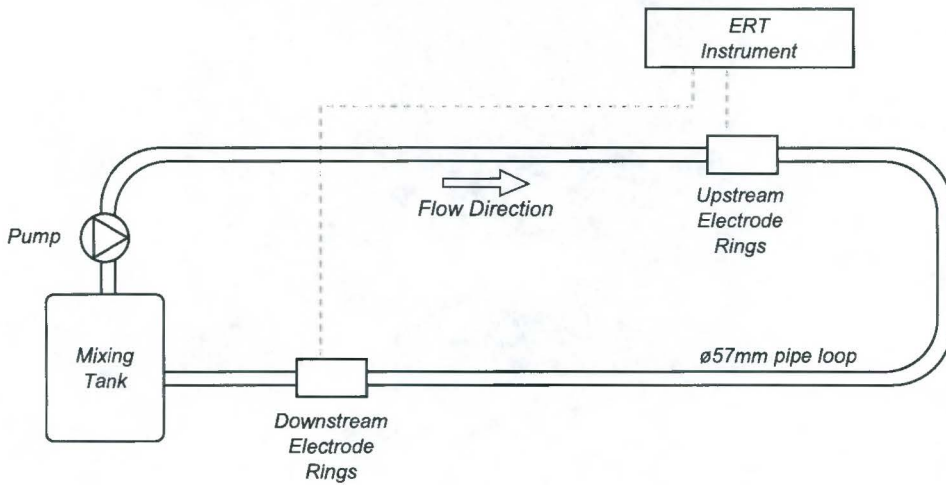 ERT
Instrument
Flow Direction
Upstream
Electrode
Rings
Pump
Mixing
Tank
ø57mm pipe loop
Downstream
Electrode
Rings